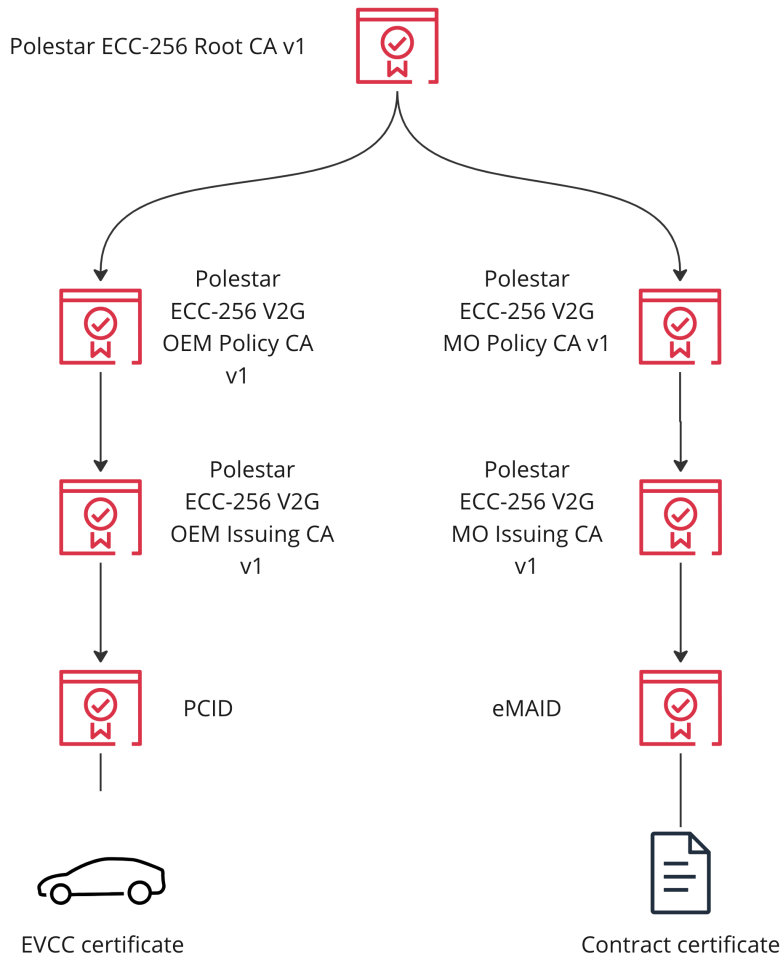 Polestar ECC-256 Root CA v1
Polestar
ECC-256 V2G
OEM Policy CA
v1
Polestar
ECC-256 V2G
MO Policy CA v1
Polestar
ECC-256 V2G
OEM Issuing CA
v1
Polestar
ECC-256 V2G
MO Issuing CA
v1
PCID
eMAID
EVCC certificate
Contract certificate